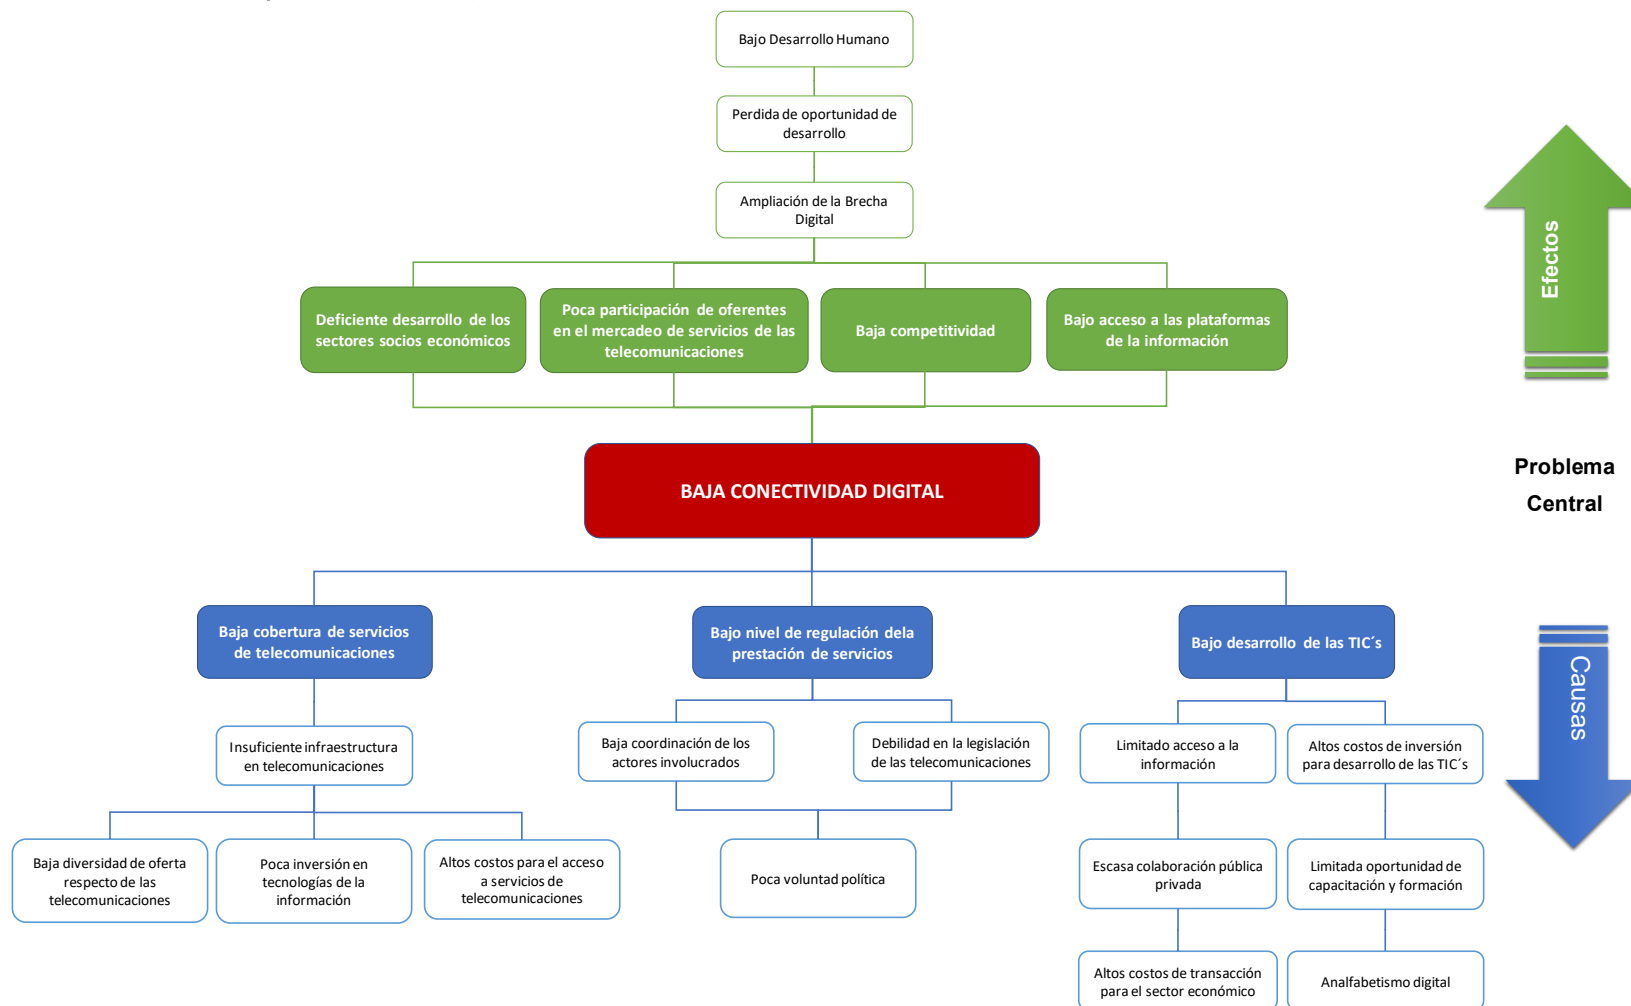 Bajo Desarrollo Humano
Perdida de oportunidad de
desarrollo
Ampliación de la Brecha
Digital
Efectos
Deficiente desarrollo de los
sectores socios económicos
Poca participación de oferentes
en el mercadeo de servicios de las
telecomunicaciones
Baja competitividad
Bajo acceso a las plataformas
de la información
BAJA CONECTIVIDAD DIGITAL
Problema
Central
Baja cobertura de servicios
de telecomunicaciones
Bajo nivel de regulación dela
prestación de servicios
Bajo desarrollo de las TIC´s
Causas
Insuficiente infraestructura
en telecomunicaciones
Baja coordinación de los
actores involucrados
Debilidad en la legislación
de las telecomunicaciones
Limitado acceso a la
información
Altos costos de inversión
para desarrollo de las TIC´s
Baja diversidad de oferta
respecto de las
telecomunicaciones
Poca inversión en
tecnologías de la
información
Altos costos para el acceso
a servicios de
telecomunicaciones
Poca voluntad política
Escasa colaboración pública
privada
Limitada oportunidad de
capacitación y formación
Altos costos de transacción
para el sector económico
Analfabetismo digital